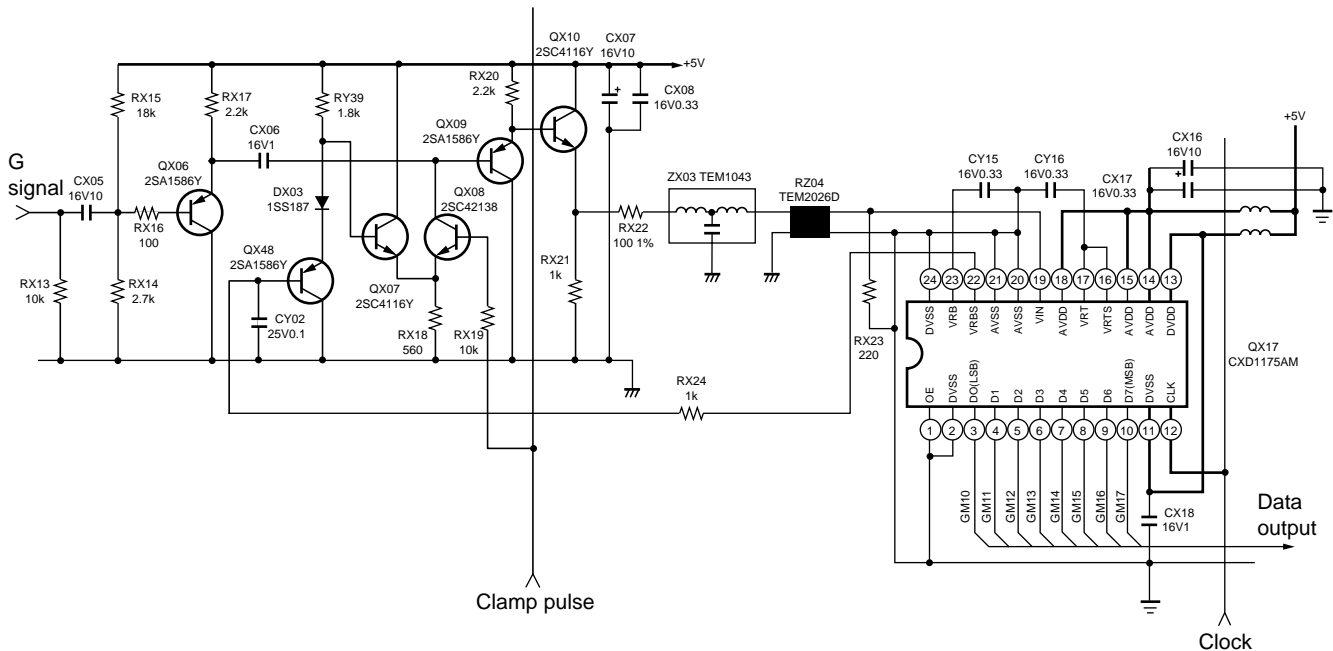 QX10
2SC4116Y
CX07
16V10
+5V
RX20
2.2k
CX08
16V0.33
RX15
18k
RX17
2.2k
RY39
1.8k
CX06
16V1
QX09
2SA1586Y
+5V
CX16
16V10
G
signal
CX05
16V10
QX06
2SA1586Y
DX03
1SS187
QX08
2SC42138
ZX03 TEM1043
RZ04
TEM2026D
CY15
16V0.33
CY16
16V0.33
CX17
16V0.33
RX16
100
RX22
100 1%
QX48
2SA1586Y
RX21
1k
RX13
10k
RX14
2.7k
QX07
2SC4116Y
CY02
25V0.1
RX18
560
RX19
10k
24
23
22
21
20
19
18
17
16
15
14
13
DVSS
VRB
VRBS
AVSS
AVSS
VIN
AVDD
VRT
VRTS
AVDD
AVDD
DVDD
RX23
220
QX17
CXD1175AM
RX24
1k
OE
DVSS
DO(LSB)
D1
D2
D3
D4
D5
D6
D7(MSB)
DVSS
CLK
1
2
3
4
5
6
7
8
9
10
11
12
GM10
GM11
GM12
GM13
GM14
GM15
GM16
GM17
CX18
16V1
Data
output
Clamp pulse
Clock